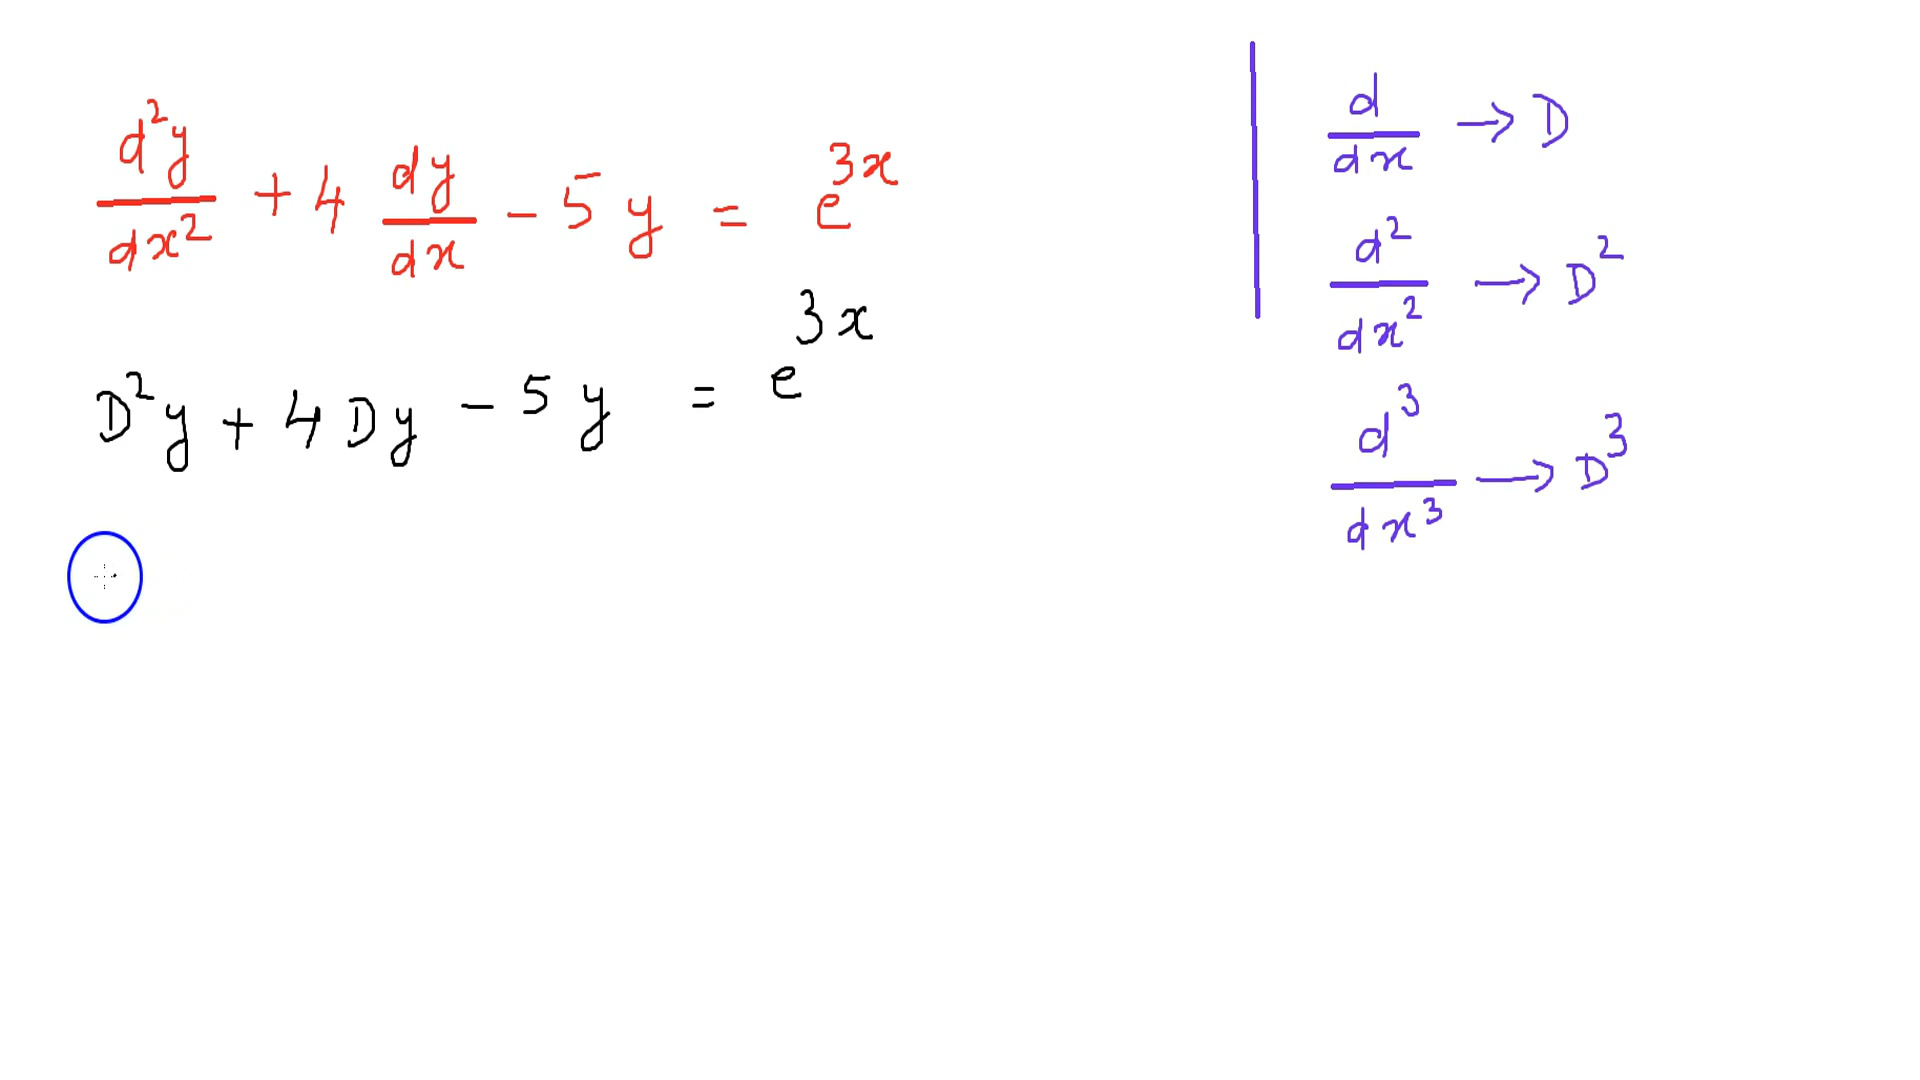 d²y/dx² + 4 dy/dx - 5y = e^{3x}
D²y + 4Dy - 5y = e^{3x}
d/dx → D
d²/dx² → D²
d³/dx³ → D³